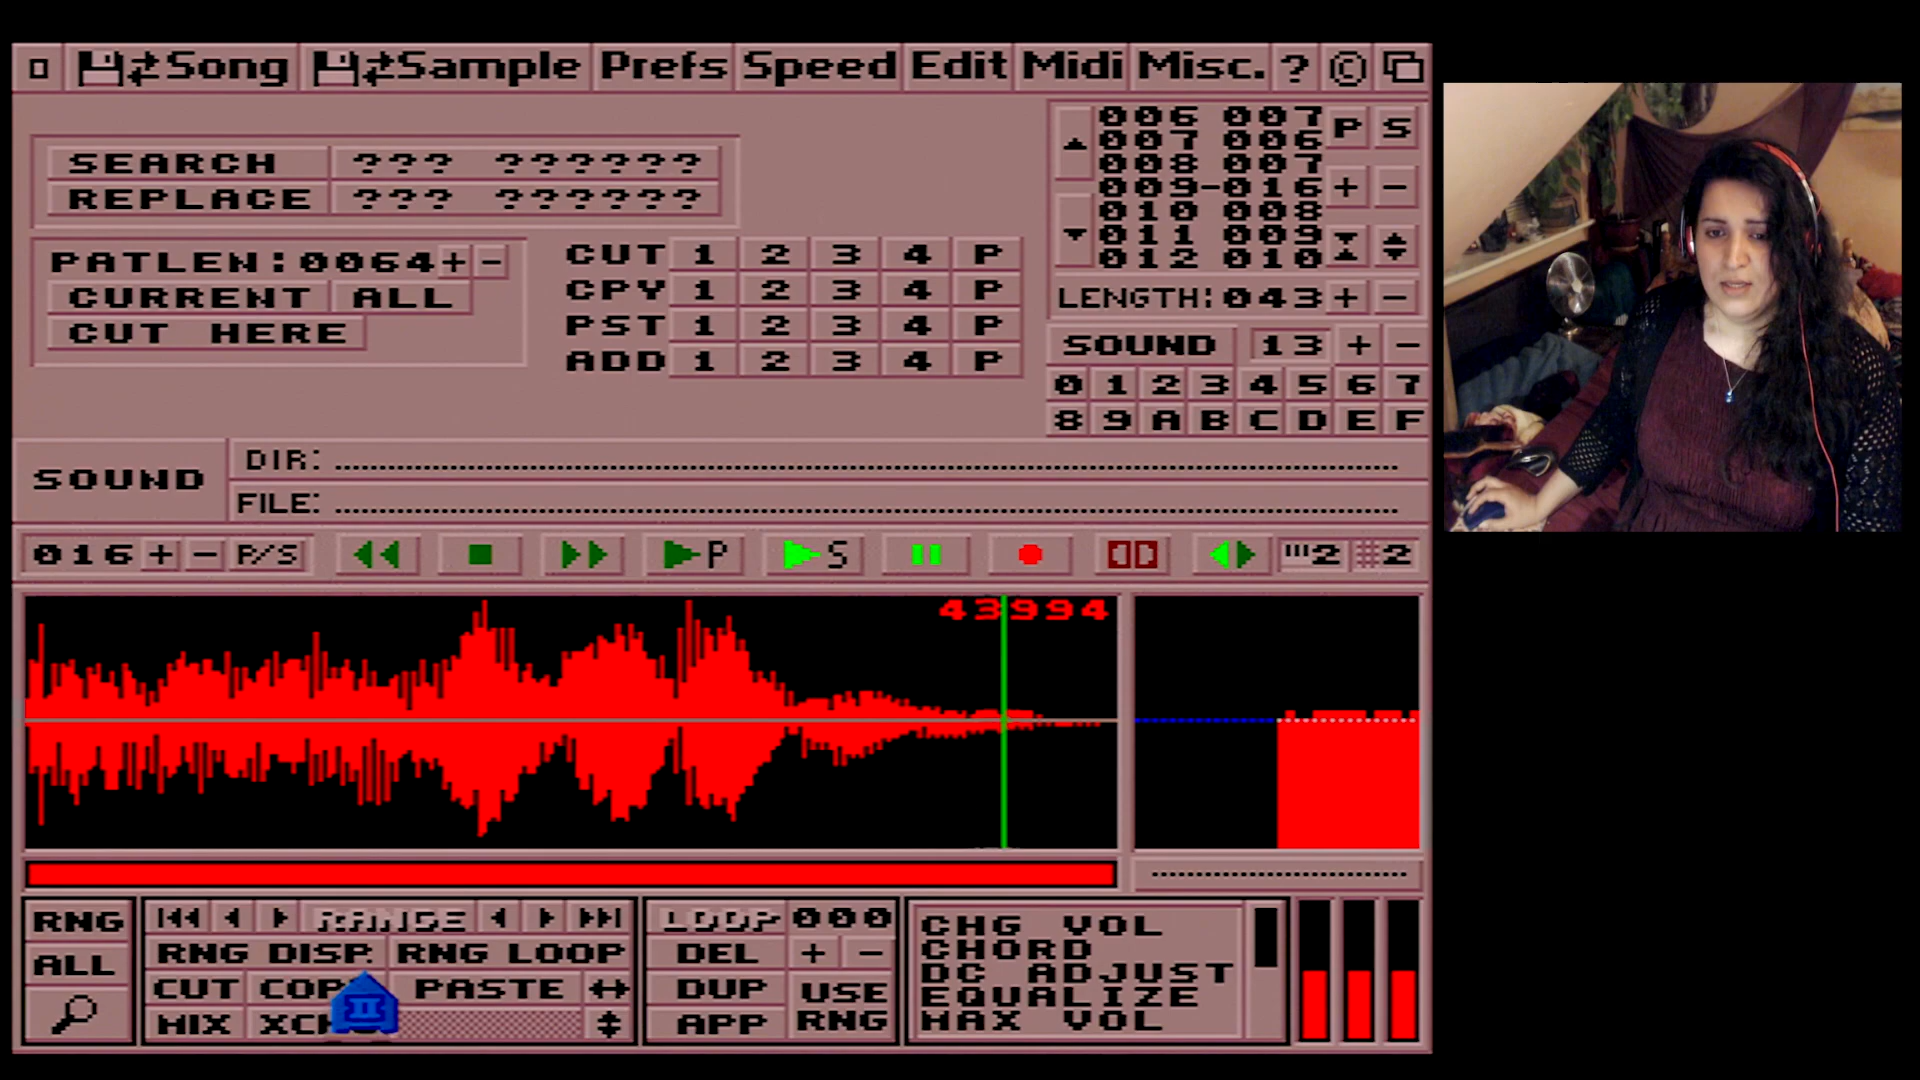 Song Sample Prefs Speed Edit Midi Misc. ? ©
SEARCH ??? ??????
REPLACE ??? ??????
PATLEN:0064 + -
CURRENT ALL
CUT HERE
CUT 1 2 3 4 P
CPY 1 2 3 4 P
PST 1 2 3 4 P
ADD 1 2 3 4 P
006 007 P S
007 006
008 007
009-016 + -
010 008
011 009
012 010
LENGTH:043 + -
SOUND 13 + -
0 1 2 3 4 5 6 7
8 9 A B C D E F
SOUND
DIR:
FILE:
016 + - P/S P S 2 2
43994
RNG
ALL
RANGE
RNG DISP. RNG LOOP
CUT PASTE
MIX
LOOP 000
DEL + -
DUP USE
APP RNG
CHG VOL
CHORD
DC ADJUST
EQUALIZE
MAX VOL